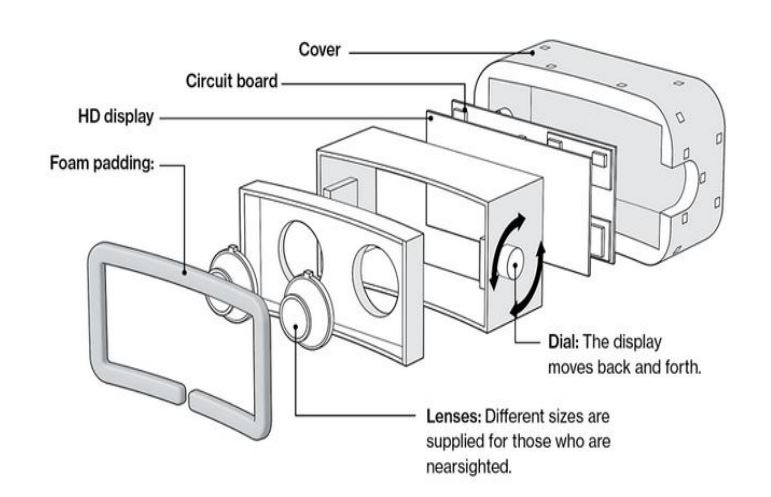 Cover
Circuit board
HD display
Foam padding:
Dial: The display
moves back and forth.
Lenses: Different sizes are
supplied for those who are
nearsighted.